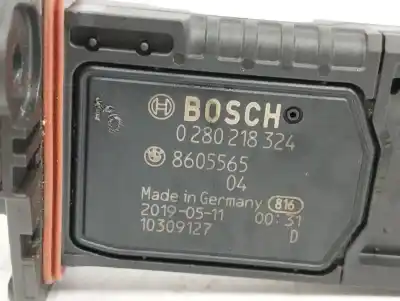 BOSCH
0 280 218 324
8605565
04
Made in Germany 816
2019-05-11 00:31
10309127 D